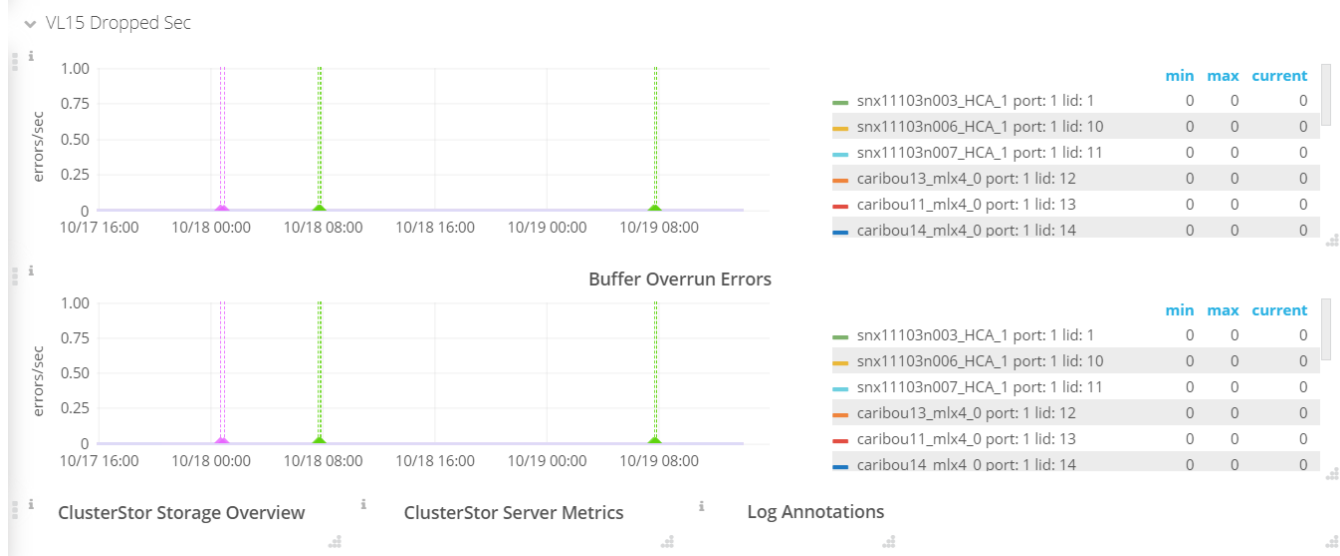 VL15 Dropped Sec
min max current
1.00
0.75
0.50
0.25
0
errors/sec
10/17 16:00 10/18 00:00 10/18 08:00 10/18 16:00 10/19 00:00 10/19 08:00
snx11103n003_HCA_1 port: 1 lid: 1 0 0 0
snx11103n006_HCA_1 port: 1 lid: 10 0 0 0
snx11103n007_HCA_1 port: 1 lid: 11 0 0 0
caribou13_mlx4_0 port: 1 lid: 12 0 0 0
caribou11_mlx4_0 port: 1 lid: 13 0 0 0
caribou14_mlx4_0 port: 1 lid: 14 0 0 0
Buffer Overrun Errors
min max current
1.00
0.75
0.50
0.25
0
errors/sec
10/17 16:00 10/18 00:00 10/18 08:00 10/18 16:00 10/19 00:00 10/19 08:00
snx11103n003_HCA_1 port: 1 lid: 1 0 0 0
snx11103n006_HCA_1 port: 1 lid: 10 0 0 0
snx11103n007_HCA_1 port: 1 lid: 11 0 0 0
caribou13_mlx4_0 port: 1 lid: 12 0 0 0
caribou11_mlx4_0 port: 1 lid: 13 0 0 0
caribou14_mlx4_0 port: 1 lid: 14 0 0 0
ClusterStor Storage Overview
ClusterStor Server Metrics
Log Annotations